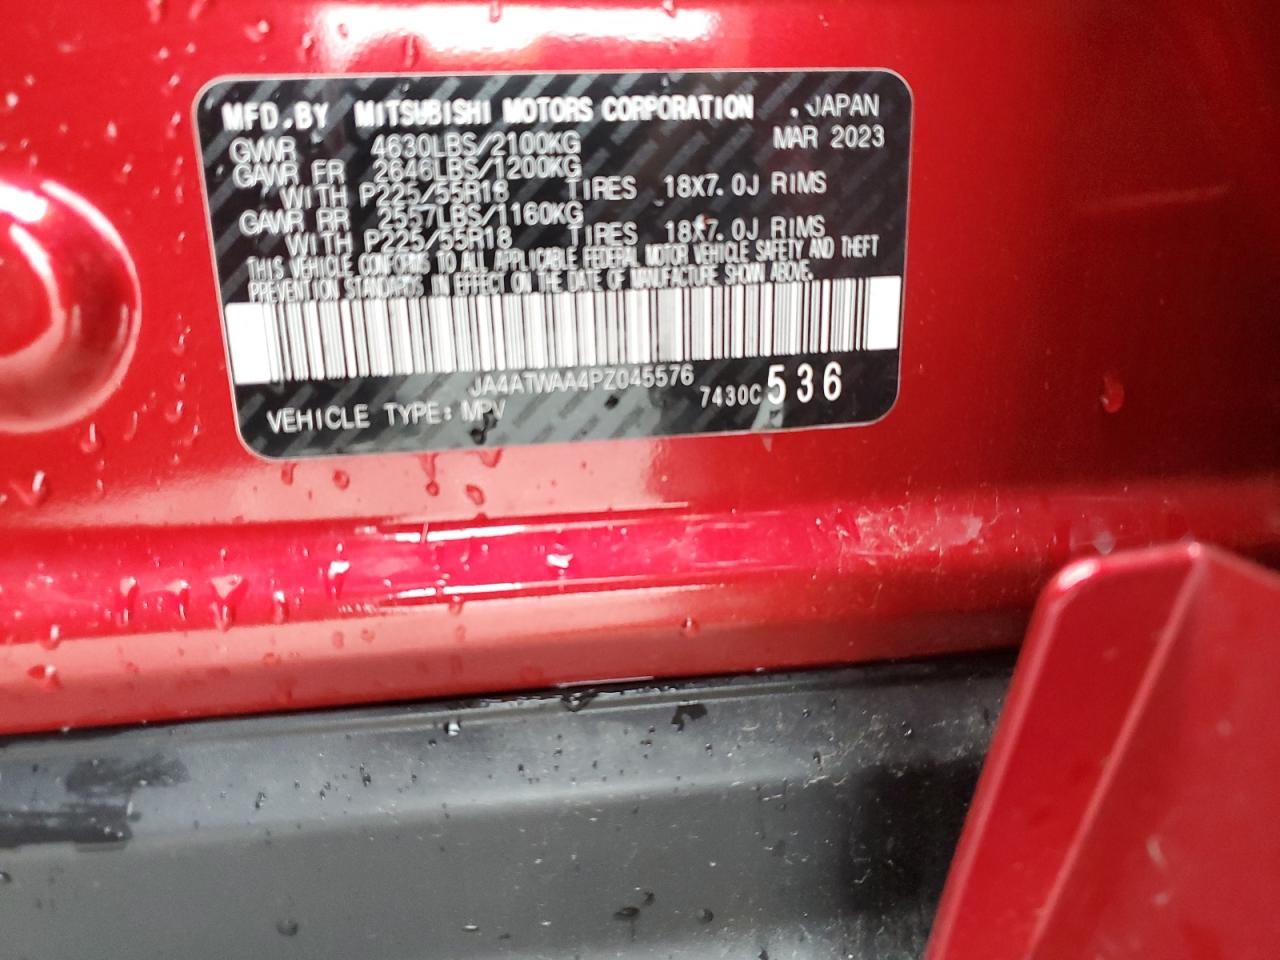 MFD.BY MITSUBISHI MOTORS CORPORATION . JAPAN
GVWR 4630LBS/2100KG MAR 2023
GAWR FR 2646LBS/1200KG
WITH P225/55R18 TIRES 18X7.0J RIMS
GAWR RR 2557LBS/1160KG
WITH P225/55R18 TIRES 18X7.0J RIMS
THIS VEHICLE CONFORMS TO ALL APPLICABLE FEDERAL MOTOR VEHICLE SAFETY AND THEFT
PREVENTION STANDARDS IN EFFECT ON THE DATE OF MANUFACTURE SHOWN ABOVE.
JA4ATWAA4PZ045576
7430C 536
VEHICLE TYPE: MPV